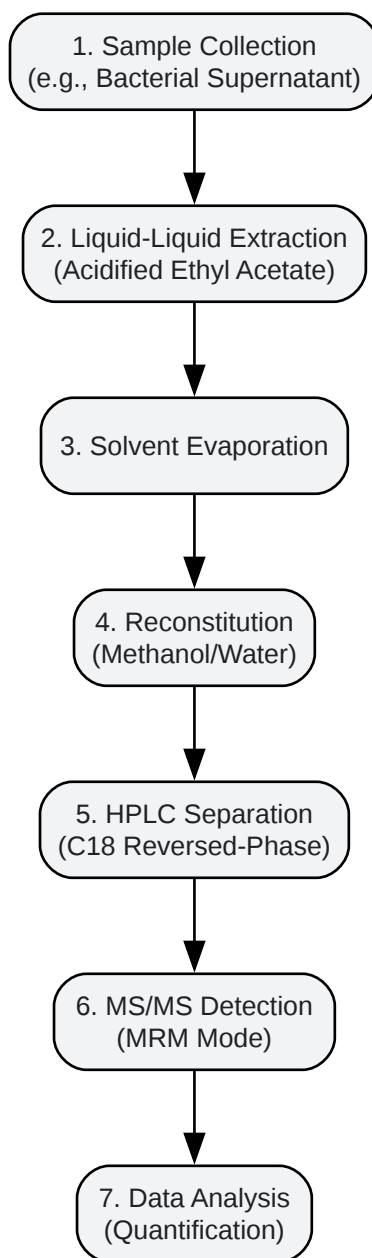 1. Sample Collection
(e.g., Bacterial Supernatant)
2. Liquid-Liquid Extraction
(Acidified Ethyl Acetate)
3. Solvent Evaporation
4. Reconstitution
(Methanol/Water)
5. HPLC Separation
(C18 Reversed-Phase)
6. MS/MS Detection
(MRM Mode)
7. Data Analysis
(Quantification)